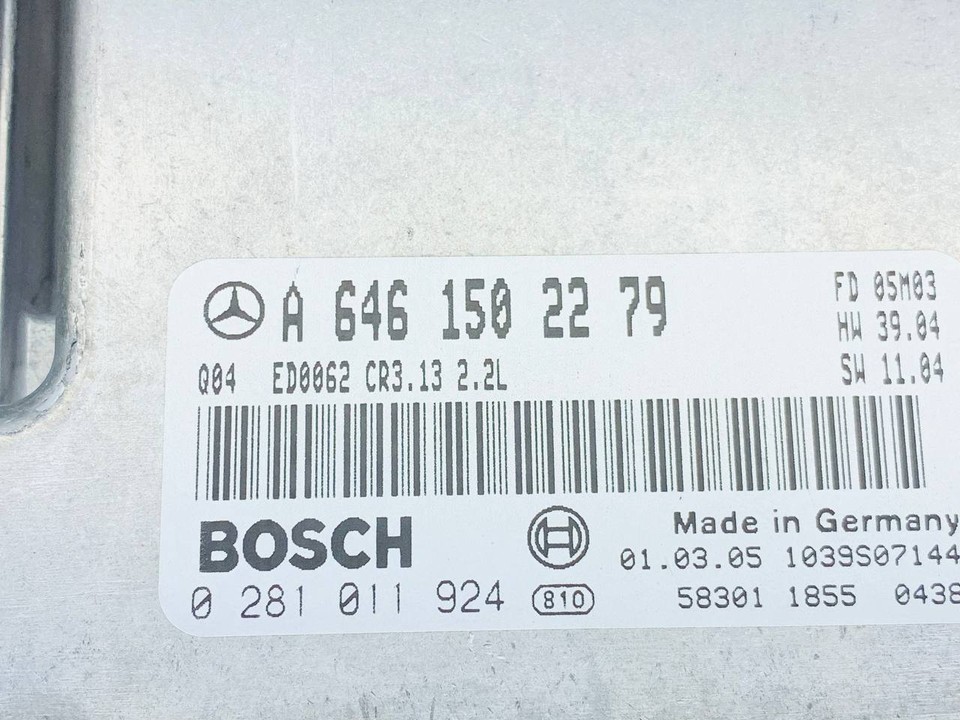 A 646 150 22 79
FD 05M03
HW 39.04
Q04 ED0062 CR3.13 2.2L
SW 11.04
BOSCH
Made in Germany
01.03.05 1039S07144
0 281 011 924 810
58301 1855 0438